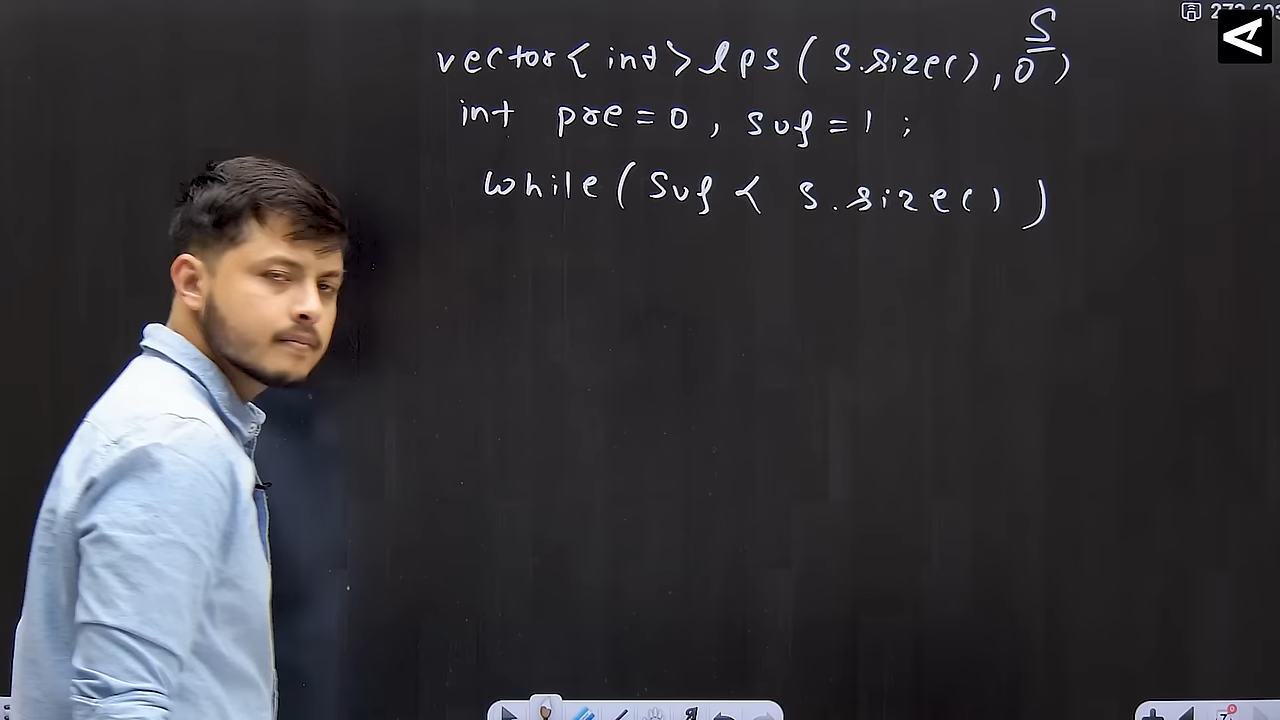 S
vector<int>lps(s.size(),0)
int pre=0, suf=1;
while(suf < s.size())